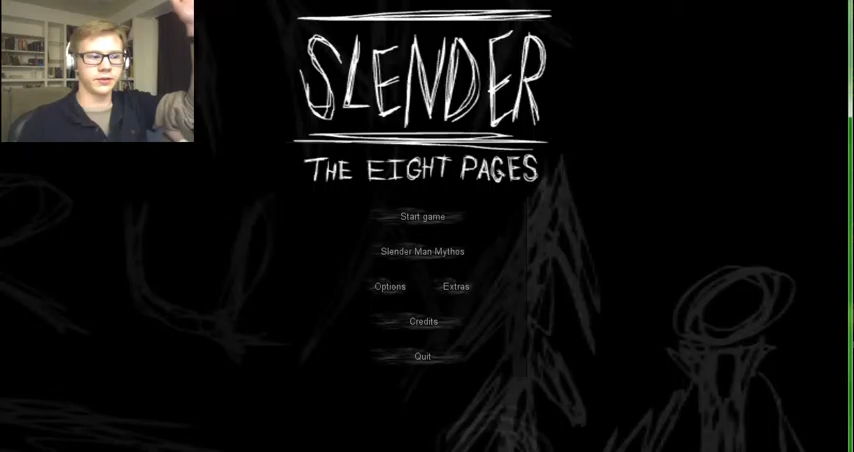 SLENDER
THE EIGHT PAGES
Start game
Slender Man Mythos
Options Extras
Credits
Quit